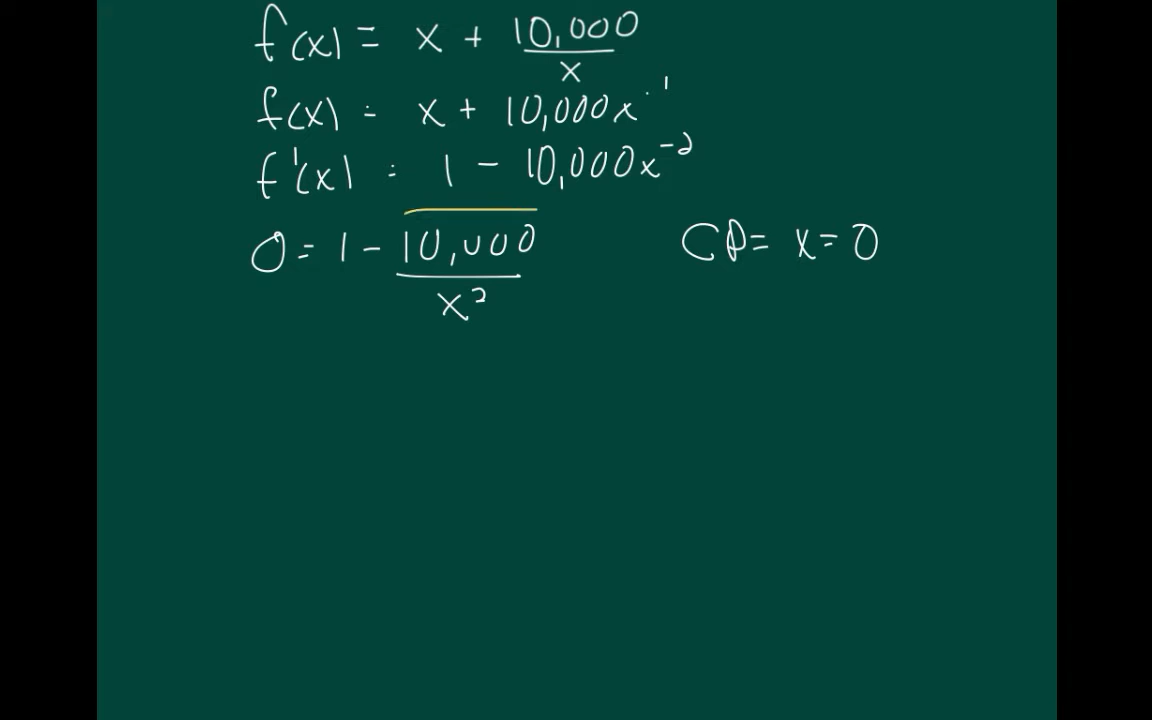 f(x) = x + 10,000/x
f(x) = x + 10,000x⁻¹
f'(x) = 1 - 10,000x⁻²
0 = 1 - 10,000/x² CP = x = 0